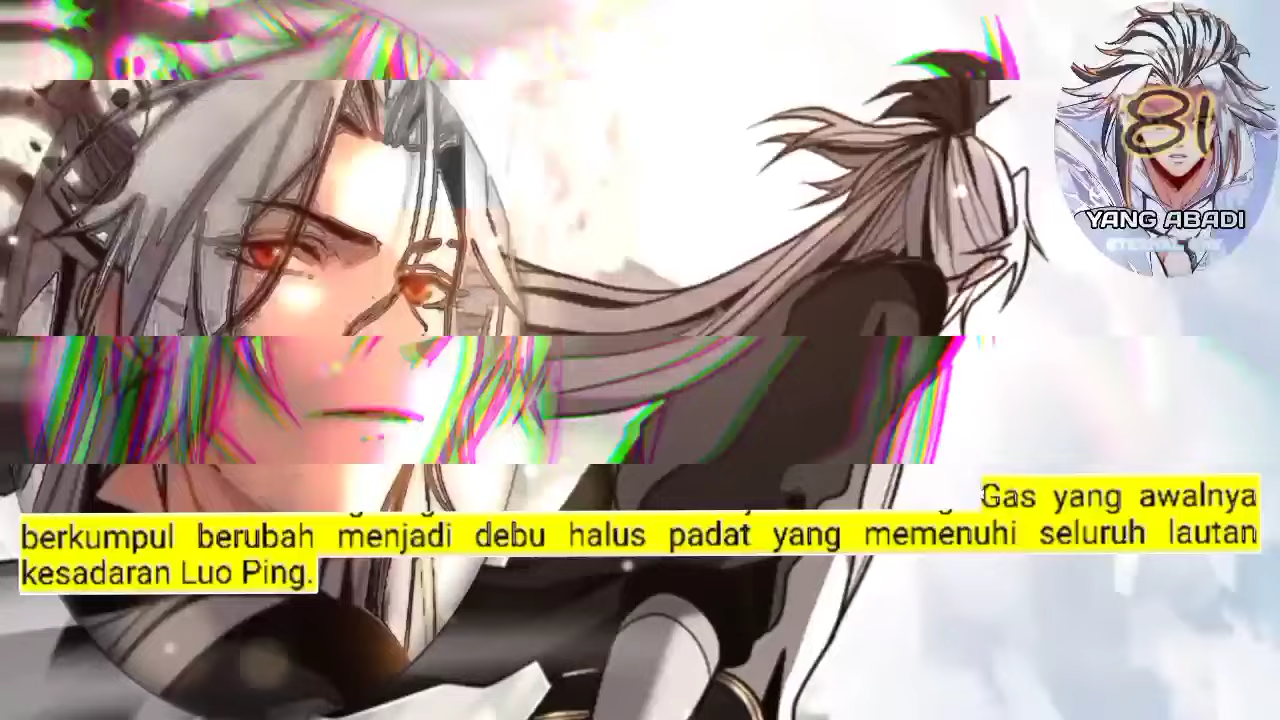 81
YANG ABADI
Gas yang awalnya
berkumpul berubah menjadi debu halus padat yang memenuhi seluruh lautan
kesadaran Luo Ping.